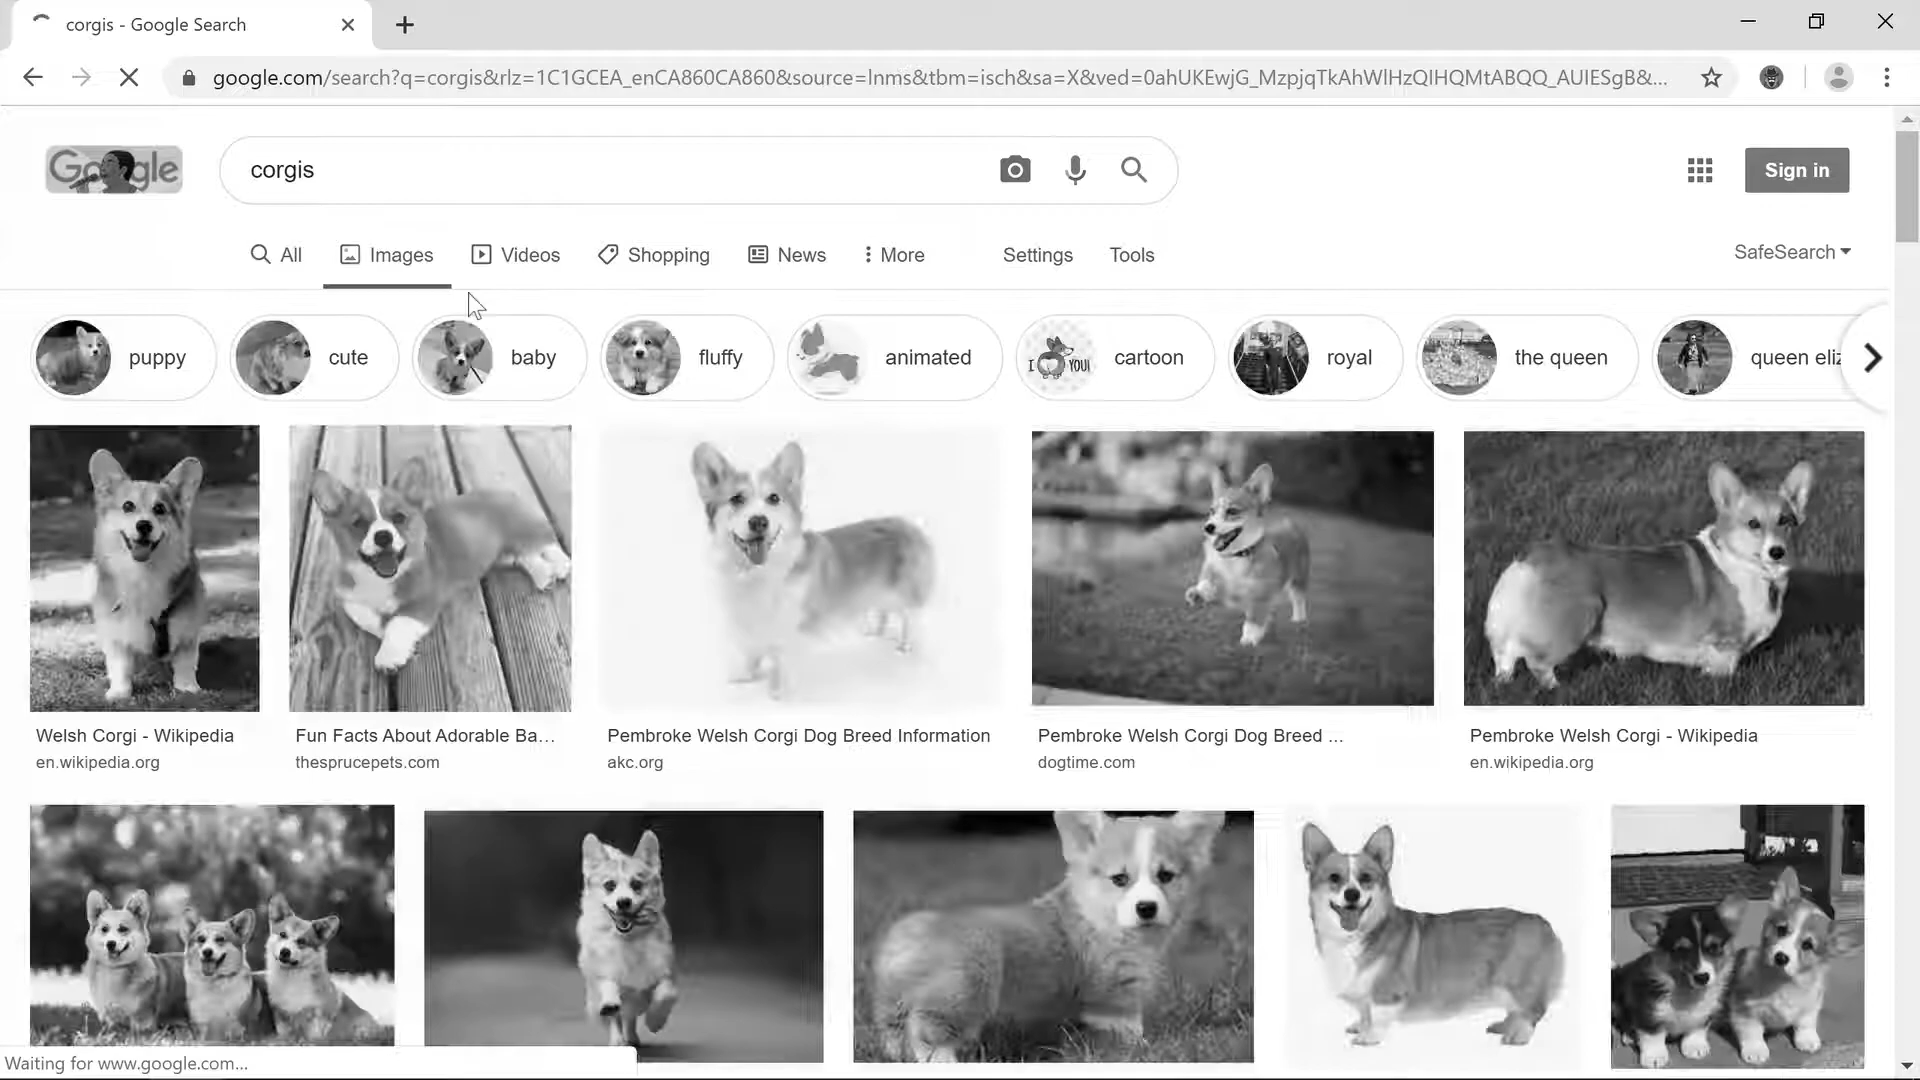 corgis - Google Search
google.com/search?q=corgis&rlz=1C1GCEA_enCA860CA860&source=lnms&tbm=isch&sa=X&ved=0ahUKEwjG_MzpjqTkAhWlHzQIHQMtABQQ_AUIESgB&...
Google
corgis
Sign in
All
Images
Videos
Shopping
News
More
Settings
Tools
SafeSearch
puppy
cute
baby
fluffy
animated
I YOU!
cartoon
royal
the queen
queen eliz
Welsh Corgi - Wikipedia
en.wikipedia.org
Fun Facts About Adorable Ba...
thesprucepets.com
Pembroke Welsh Corgi Dog Breed Information
akc.org
Pembroke Welsh Corgi Dog Breed ...
dogtime.com
Pembroke Welsh Corgi - Wikipedia
en.wikipedia.org
Waiting for www.google.com...